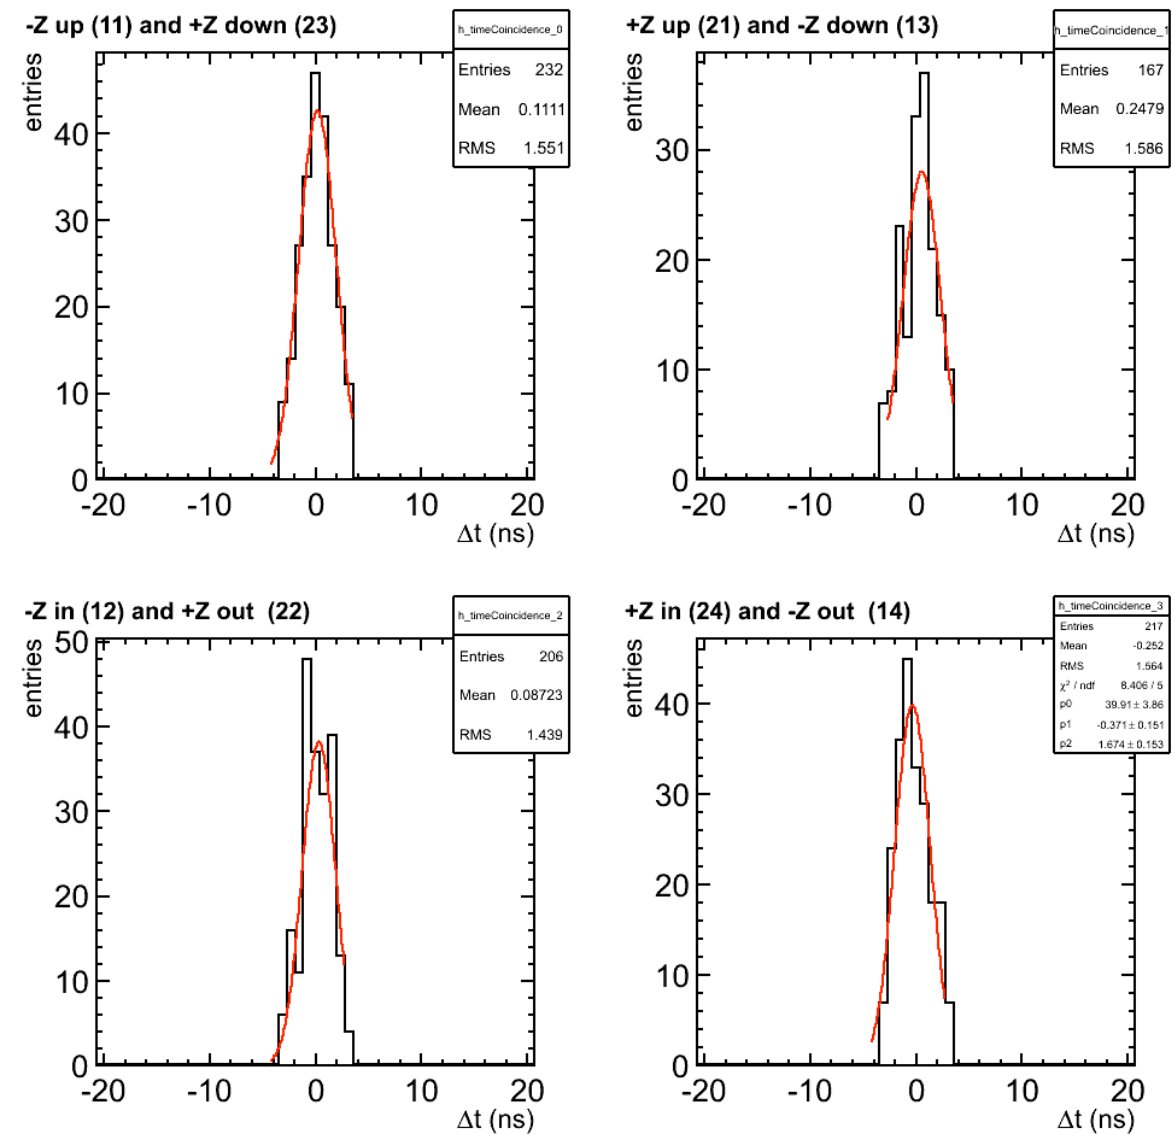 -Z up (11) and +Z down (23)
h_timeCoincidence_0
Entries 232
Mean 0.1111
RMS 1.551
entries
40
30
20
10
0
-20 -10 0 10 20
Δt (ns)
+Z up (21) and -Z down (13)
h_timeCoincidence_1
Entries 167
Mean 0.2479
RMS 1.586
entries
30
20
10
0
-20 -10 0 10 20
Δt (ns)
-Z in (12) and +Z out (22)
h_timeCoincidence_2
Entries 206
Mean 0.08723
RMS 1.439
entries
50
40
30
20
10
0
-20 -10 0 10 20
Δt (ns)
+Z in (24) and -Z out (14)
h_timeCoincidence_3
Entries 217
Mean -0.252
RMS 1.564
χ² / ndf 8.406 / 5
p0 39.91 ± 3.86
p1 -0.371 ± 0.151
p2 1.674 ± 0.153
entries
40
30
20
10
0
-20 -10 0 10 20
Δt (ns)